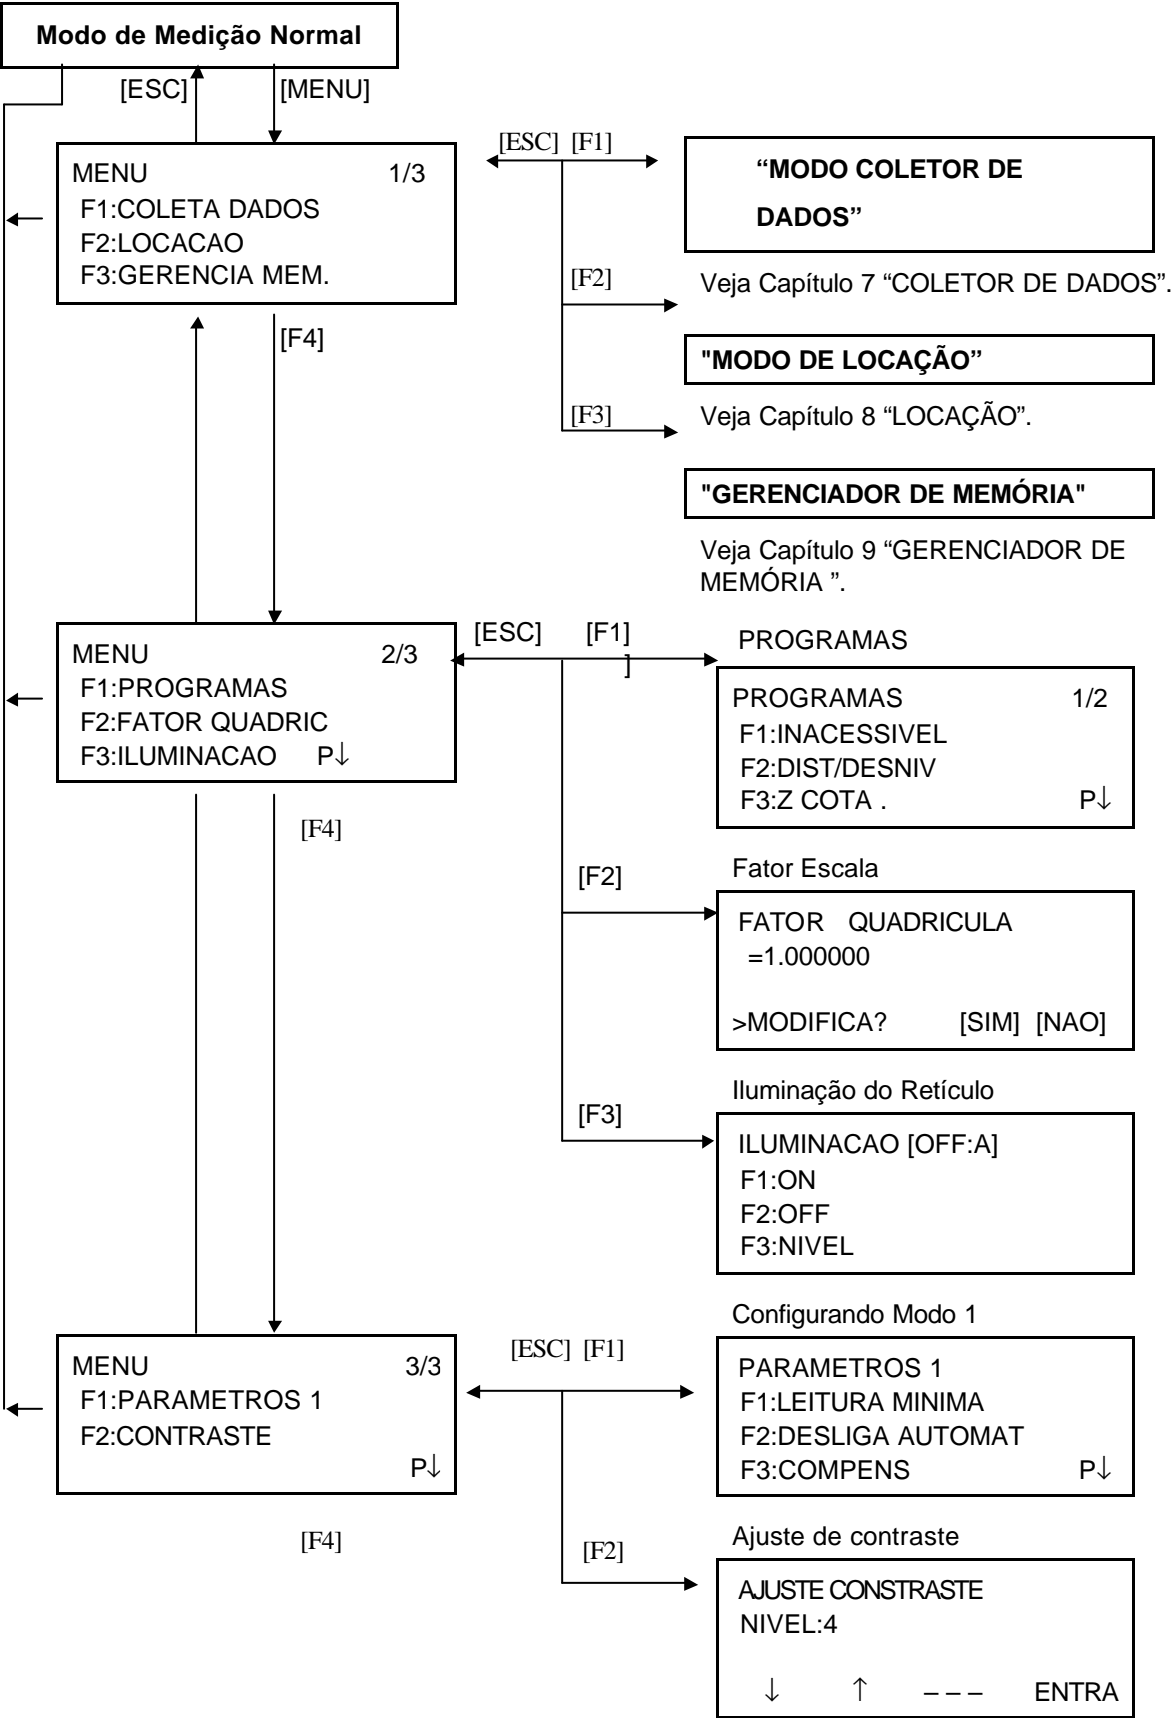 Modo de Medição Normal
[ESC]
[MENU]
MENU 1/3
F1:COLETA DADOS
F2:LOCACAO
F3:GERENCIA MEM.
[ESC] [F1]
“MODO COLETOR DE
DADOS”
[F2]
Veja Capítulo 7 “COLETOR DE DADOS”.
[F4]
"MODO DE LOCAÇÃO”
[F3]
Veja Capítulo 8 “LOCAÇÃO”.
"GERENCIADOR DE MEMÓRIA"
Veja Capítulo 9 “GERENCIADOR DE
MEMÓRIA ”.
MENU 2/3
F1:PROGRAMAS
F2:FATOR QUADRIC
F3:ILUMINACAO P↓
[ESC] [F1]
]
PROGRAMAS
PROGRAMAS 1/2
F1:INACESSIVEL
F2:DIST/DESNIV
F3:Z COTA . P↓
[F4]
[F2]
Fator Escala
FATOR QUADRICULA
=1.000000
>MODIFICA? [SIM] [NAO]
[F3]
Iluminação do Retículo
ILUMINACAO [OFF:A]
F1:ON
F2:OFF
F3:NIVEL
MENU 3/3
F1:PARAMETROS 1
F2:CONTRASTE
P↓
[ESC] [F1]
Configurando Modo 1
PARAMETROS 1
F1:LEITURA MINIMA
F2:DESLIGA AUTOMAT
F3:COMPENS P↓
[F4]
[F2]
Ajuste de contraste
AJUSTE CONSTRASTE
NIVEL:4
↓ ↑ – – – ENTRA